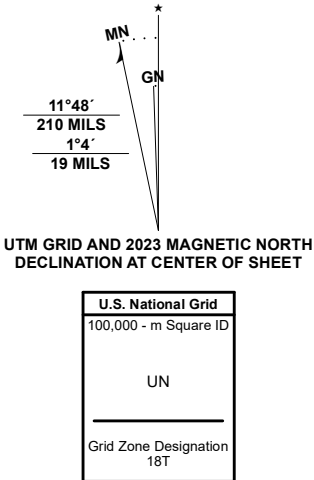 ★
MN
GN
11°48´
210 MILS
1°4´
19 MILS
UTM GRID AND 2023 MAGNETIC NORTH
DECLINATION AT CENTER OF SHEET
U.S. National Grid
100,000 - m Square ID
UN
Grid Zone Designation
18T